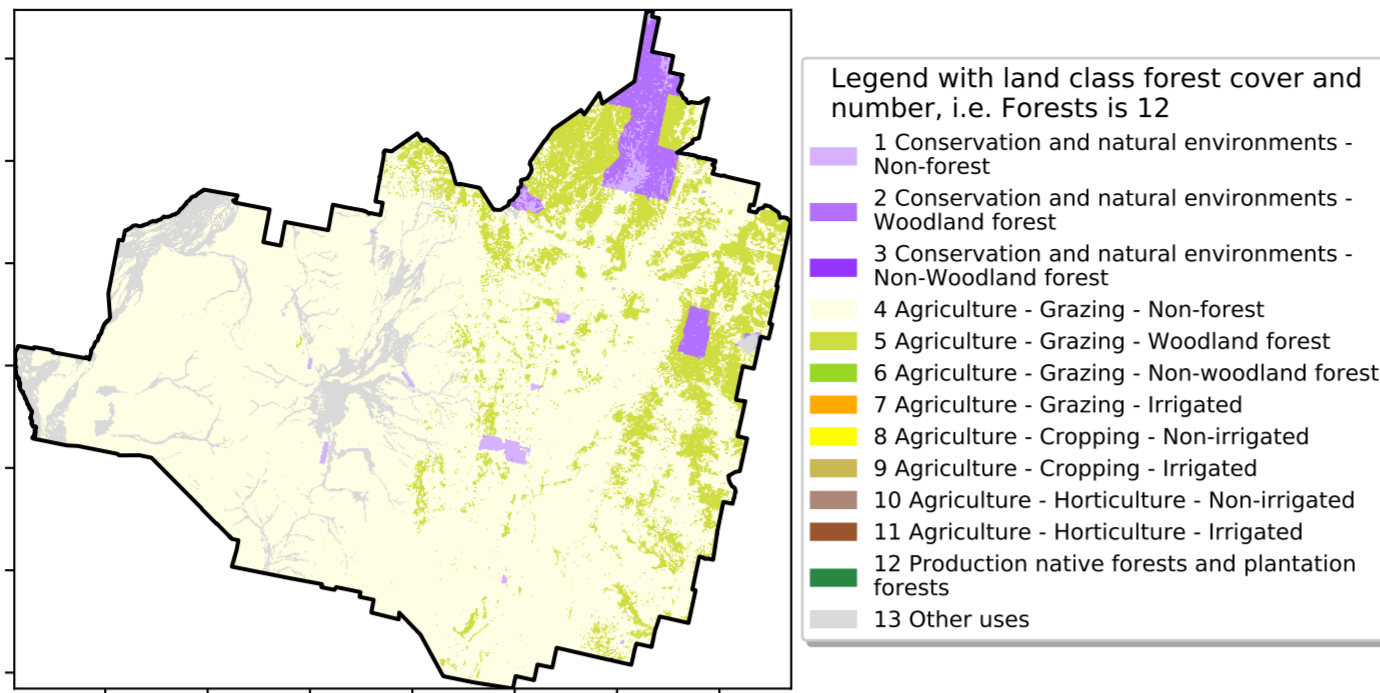 Legend with land class forest cover and
number, i.e. Forests is 12
1 Conservation and natural environments -
Non-forest
2 Conservation and natural environments -
Woodland forest
3 Conservation and natural environments -
Non-Woodland forest
4 Agriculture - Grazing - Non-forest
5 Agriculture - Grazing - Woodland forest
6 Agriculture - Grazing - Non-woodland forest
7 Agriculture - Grazing - Irrigated
8 Agriculture - Cropping - Non-irrigated
9 Agriculture - Cropping - Irrigated
10 Agriculture - Horticulture - Non-irrigated
11 Agriculture - Horticulture - Irrigated
12 Production native forests and plantation
forests
13 Other uses